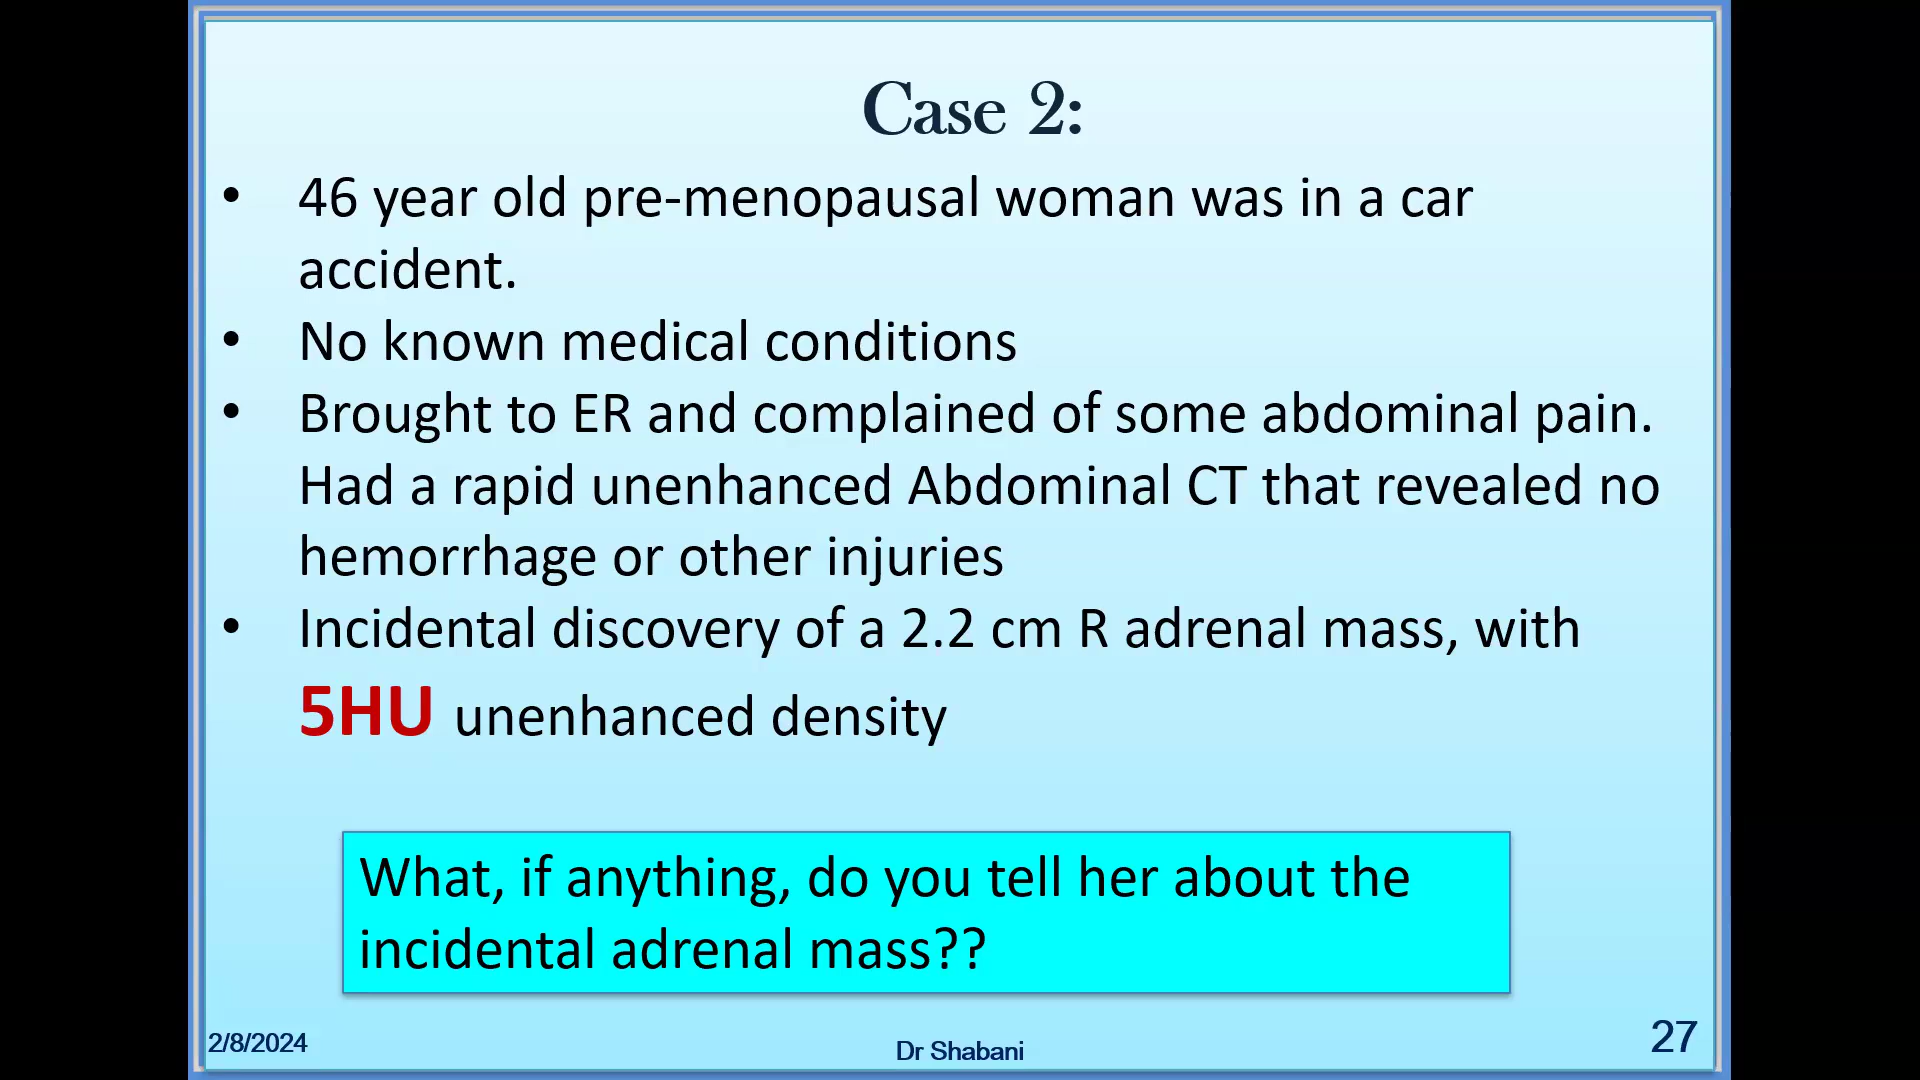 Case 2:
• 46 year old pre-menopausal woman was in a car
accident.
• No known medical conditions
• Brought to ER and complained of some abdominal pain.
Had a rapid unenhanced Abdominal CT that revealed no
hemorrhage or other injuries
• Incidental discovery of a 2.2 cm R adrenal mass, with
5HU unenhanced density
What, if anything, do you tell her about the
incidental adrenal mass??
2/8/2024
Dr Shabani
27